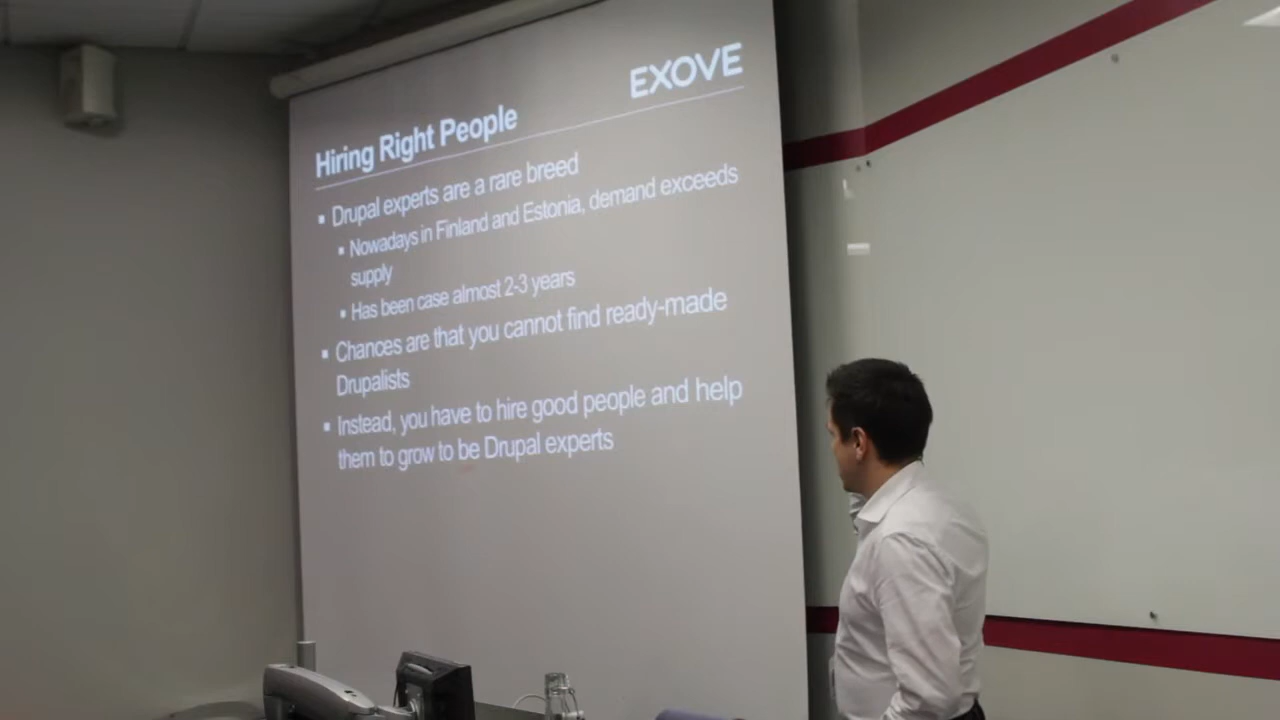 EXOVE
Hiring Right People
Drupal experts are a rare breed
Nowadays in Finland and Estonia, demand exceeds
supply
Has been case almost 2-3 years
Chances are that you cannot find ready-made
Drupalists
Instead, you have to hire good people and help
them to grow to be Drupal experts